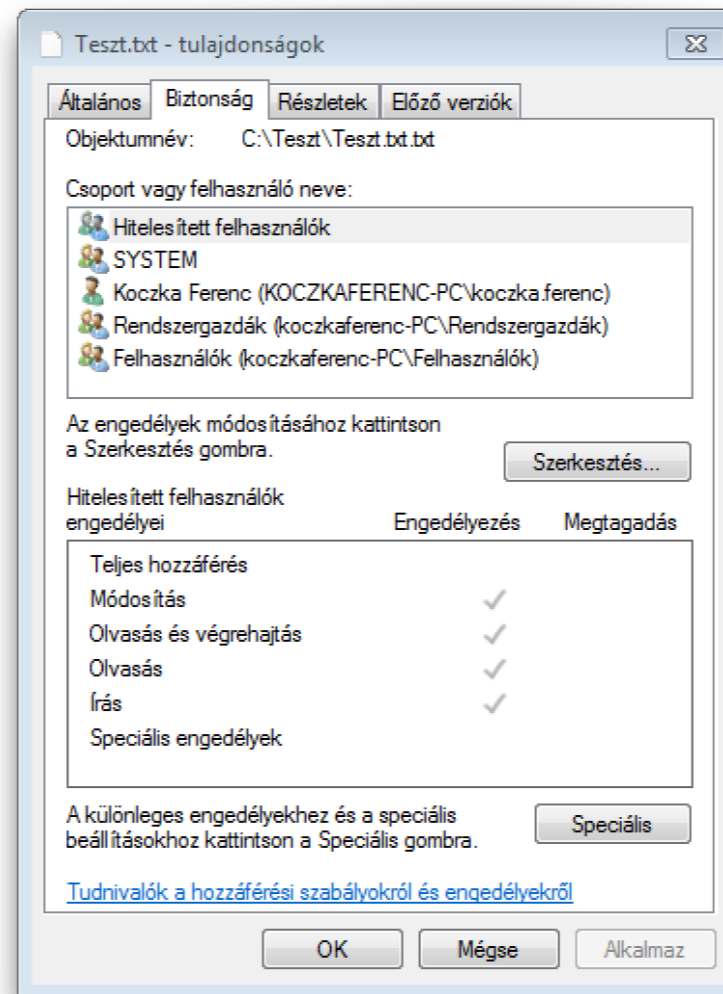 Teszt.txt - tulajdonságok
Általános Biztonság Részletek Előző verziók
Objektumnév: C:\Teszt\Teszt.txt.txt
Csoport vagy felhasználó neve:
Hitelesített felhasználók
SYSTEM
Koczka Ferenc (KOCZKAFERENC-PC\koczka.ferenc)
Rendszergazdák (koczkaferenc-PC\Rendszergazdák)
Felhasználók (koczkaferenc-PC\Felhasználók)
Az engedélyek módosításához kattintson
a Szerkesztés gombra.
Szerkesztés...
Hitelesített felhasználók
engedélyei Engedélyezés Megtagadás
Teljes hozzáférés
Módosítás
Olvasás és végrehajtás
Olvasás
Írás
Speciális engedélyek
A különleges engedélyekhez és a speciális
beállításokhoz kattintson a Speciális gombra.
Speciális
Tudnivalók a hozzáférési szabályokról és engedélyekről
OK Mégse Alkalmaz